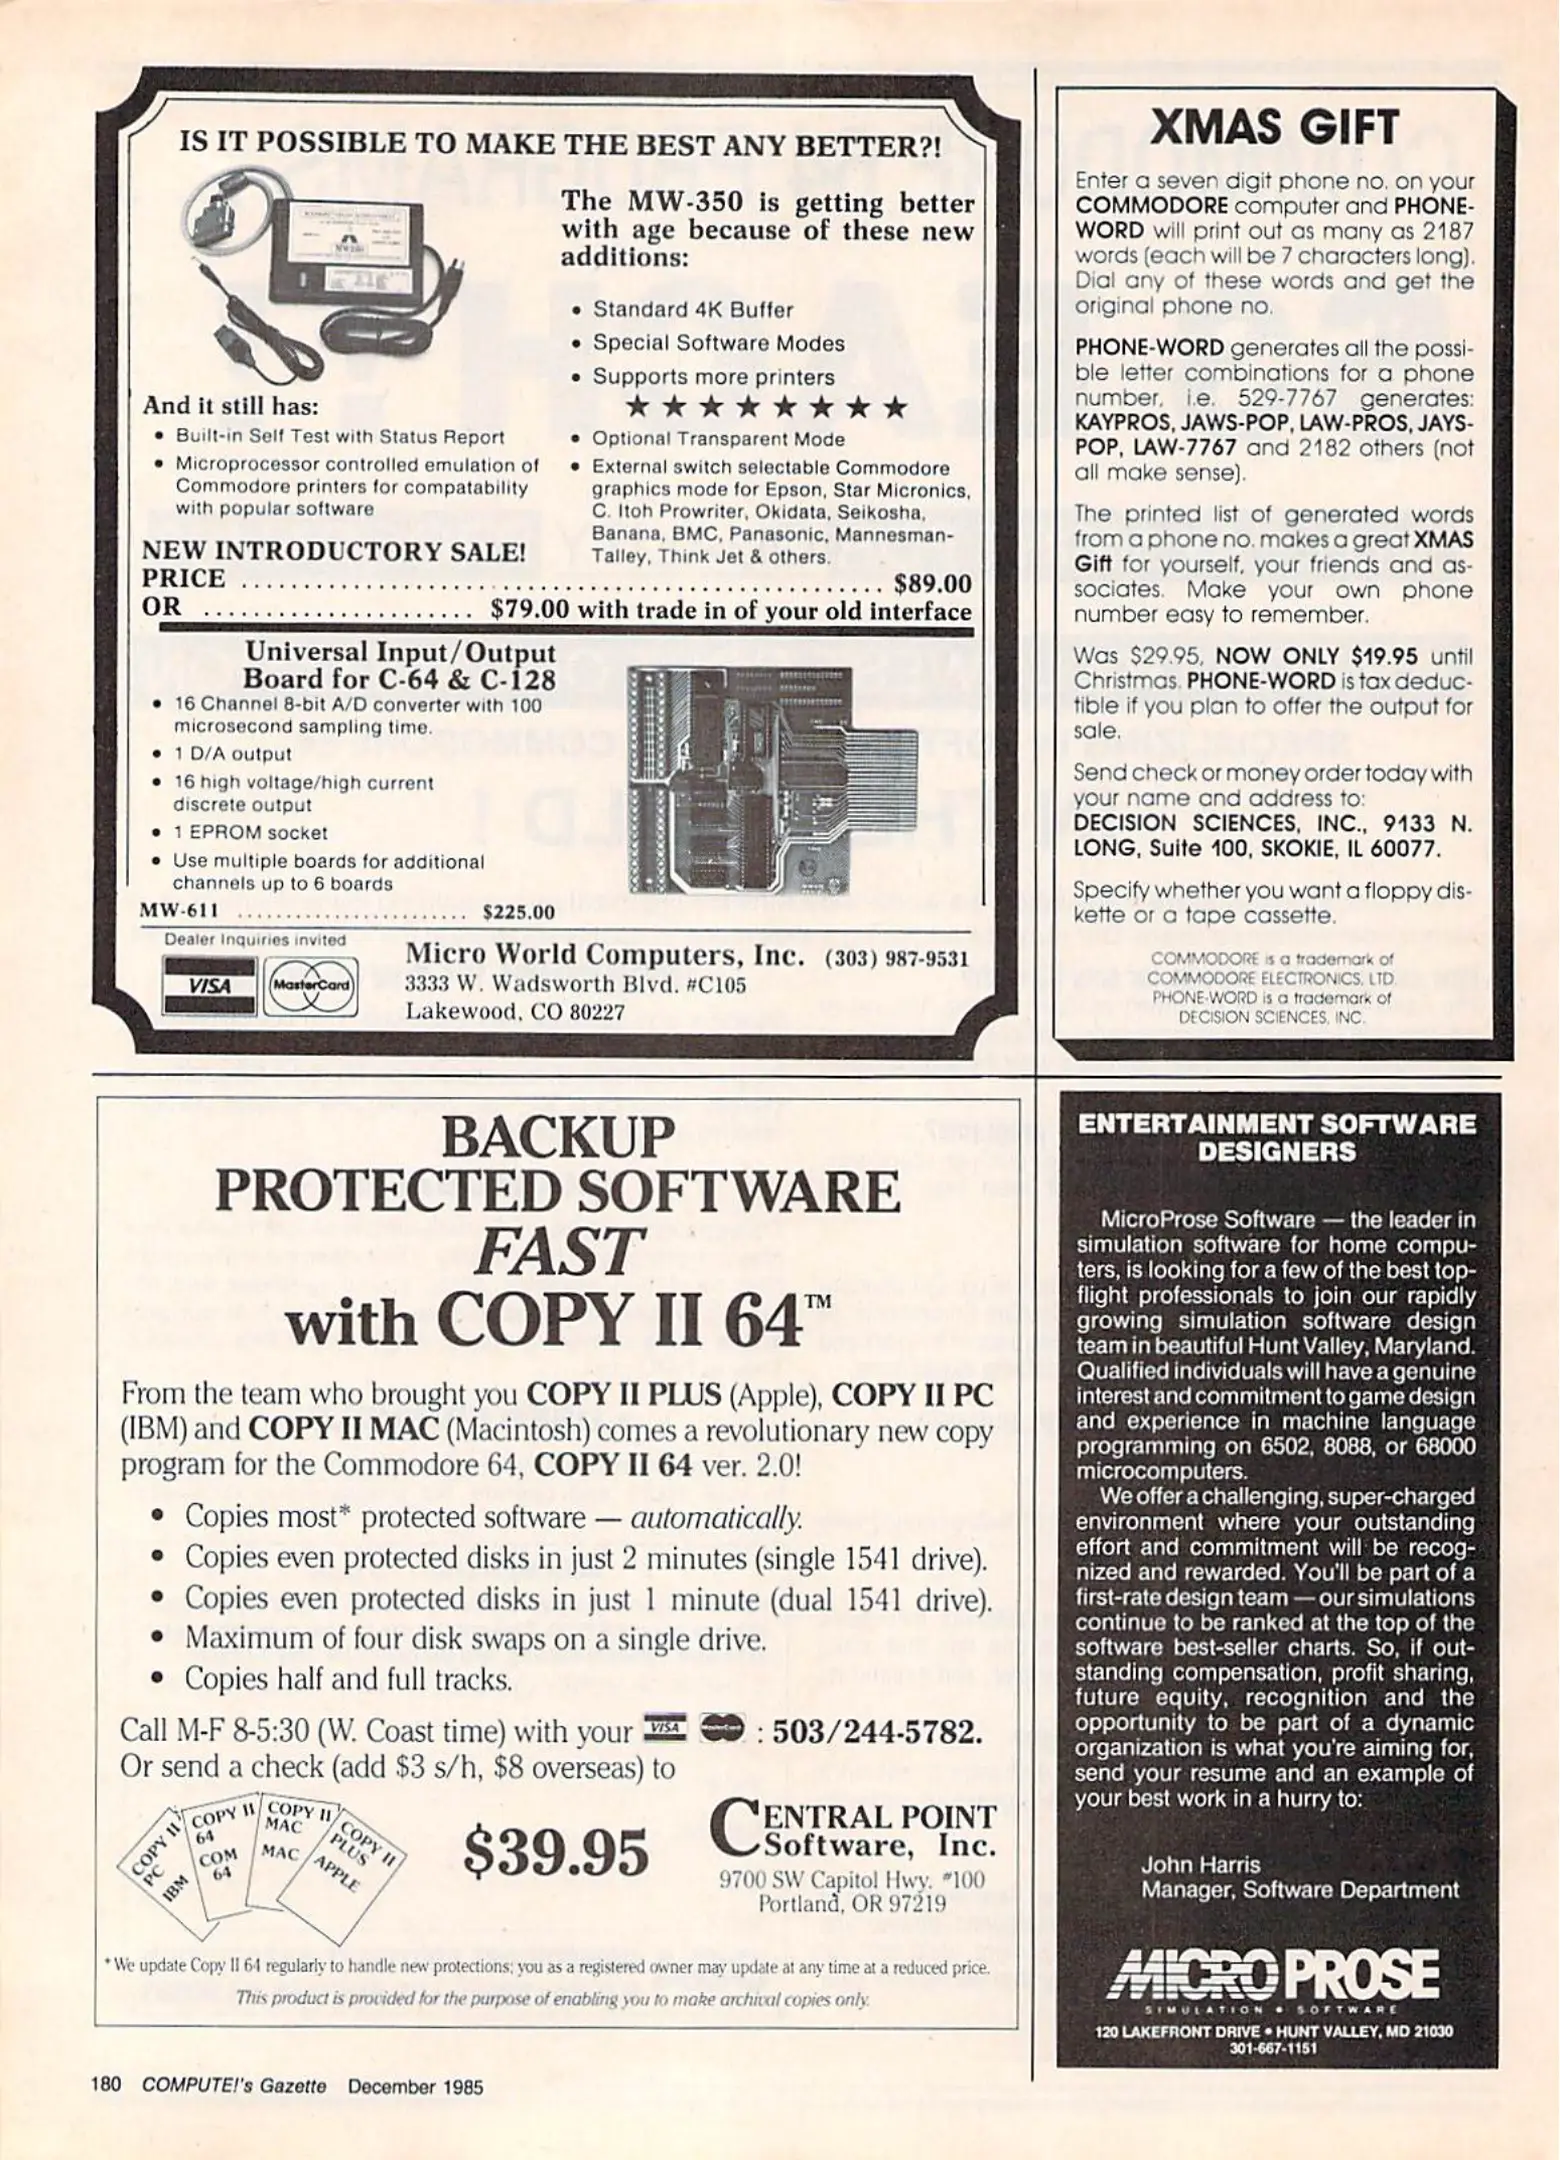 IS IT POSSIBLE TO MAKE THE BEST ANY BETTER?!
The MW-350 is getting better
with age because of these new
additions:
• Standard 4K Buffer
• Special Software Modes
• Supports more printers
★ ★ ★ ★ ★ ★ ★ ★
And it still has:
• Built-in Self Test with Status Report
• Microprocessor controlled emulation of
Commodore printers for compatability
with popular software
• Optional Transparent Mode
• External switch selectable Commodore
graphics mode for Epson, Star Micronics,
C. Itoh Prowriter, Okidata, Seikosha,
Banana, BMC, Panasonic, Mannesman-
Talley, Think Jet & others.
NEW INTRODUCTORY SALE!
PRICE ........................................................ $89.00
OR ....................... $79.00 with trade in of your old interface
Universal Input/Output
Board for C-64 & C-128
• 16 Channel 8-bit A/D converter with 100
microsecond sampling time.
• 1 D/A output
• 16 high voltage/high current
discrete output
• 1 EPROM socket
• Use multiple boards for additional
channels up to 6 boards
MW-611 ........................ $225.00
Dealer Inquiries invited
VISA MasterCard
Micro World Computers, Inc. (303) 987-9531
3333 W. Wadsworth Blvd. #C105
Lakewood, CO 80227
XMAS GIFT
Enter a seven digit phone no. on your
COMMODORE computer and PHONE-
WORD will print out as many as 2187
words (each will be 7 characters long).
Dial any of these words and get the
original phone no.
PHONE-WORD generates all the possi-
ble letter combinations for a phone
number, i.e. 529-7767 generates:
KAYPROS, JAWS-POP, LAW-PROS, JAYS-
POP, LAW-7767 and 2182 others (not
all make sense).
The printed list of generated words
from a phone no. makes a great XMAS
Gift for yourself, your friends and as-
sociates. Make your own phone
number easy to remember.
Was $29.95, NOW ONLY $19.95 until
Christmas. PHONE-WORD is tax deduc-
tible if you plan to offer the output for
sale.
Send check or money order today with
your name and address to:
DECISION SCIENCES, INC., 9133 N.
LONG, Suite 100, SKOKIE, IL 60077.
Specify whether you want a floppy dis-
kette or a tape cassette.
COMMODORE is a trademark of
COMMODORE ELECTRONICS, LTD.
PHONE-WORD is a trademark of
DECISION SCIENCES, INC.
BACKUP
PROTECTED SOFTWARE
FAST
with COPY II 64™
From the team who brought you COPY II PLUS (Apple), COPY II PC
(IBM) and COPY II MAC (Macintosh) comes a revolutionary new copy
program for the Commodore 64, COPY II 64 ver. 2.0!
• Copies most* protected software — automatically.
• Copies even protected disks in just 2 minutes (single 1541 drive).
• Copies even protected disks in just 1 minute (dual 1541 drive).
• Maximum of four disk swaps on a single drive.
• Copies half and full tracks.
Call M-F 8-5:30 (W. Coast time) with your VISA MasterCard : 503/244-5782.
Or send a check (add $3 s/h, $8 overseas) to
COPY II
PC
IBM
COPY II
64
COM
64
COPY II
MAC
MAC
COPY II
PLUS
APPLE
$39.95
CENTRAL POINT
Software, Inc.
9700 SW Capitol Hwy. #100
Portland, OR 97219
*We update Copy II 64 regularly to handle new protections; you as a registered owner may update at any time at a reduced price.
This product is provided for the purpose of enabling you to make archival copies only.
ENTERTAINMENT SOFTWARE
DESIGNERS
MicroProse Software — the leader in
simulation software for home compu-
ters, is looking for a few of the best top-
flight professionals to join our rapidly
growing simulation software design
team in beautiful Hunt Valley, Maryland.
Qualified individuals will have a genuine
interest and commitment to game design
and experience in machine language
programming on 6502, 8088, or 68000
microcomputers.
We offer a challenging, super-charged
environment where your outstanding
effort and commitment will be recog-
nized and rewarded. You'll be part of a
first-rate design team — our simulations
continue to be ranked at the top of the
software best-seller charts. So, if out-
standing compensation, profit sharing,
future equity, recognition and the
opportunity to be part of a dynamic
organization is what you're aiming for,
send your resume and an example of
your best work in a hurry to:
John Harris
Manager, Software Department
MICRO PROSE
SIMULATION • SOFTWARE
120 LAKEFRONT DRIVE • HUNT VALLEY, MD 21030
301-667-1151
180 COMPUTE!'s Gazette December 1985